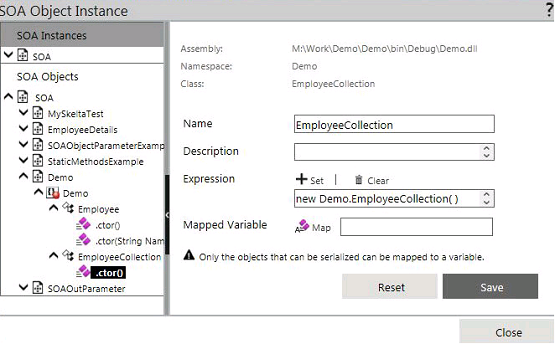 SOA Object Instance
?
SOA Instances
SOA
SOA Objects
SOA
MySkeltaTest
EmployeeDetails
SOAObjectParameterExamp
StaticMethodsExample
Demo
Demo
Employee
.ctor()
.ctor(String Nam
EmployeeCollection
.ctor()
SOAOutParameter
Assembly: M:\Work\Demo\Demo\bin\Debug\Demo.dll
Namespace: Demo
Class: EmployeeCollection
Name EmployeeCollection
Description
Expression Set | Clear
new Demo.EmployeeCollection( )
Mapped Variable Map
Only the objects that can be serialized can be mapped to a variable.
Reset Save
Close